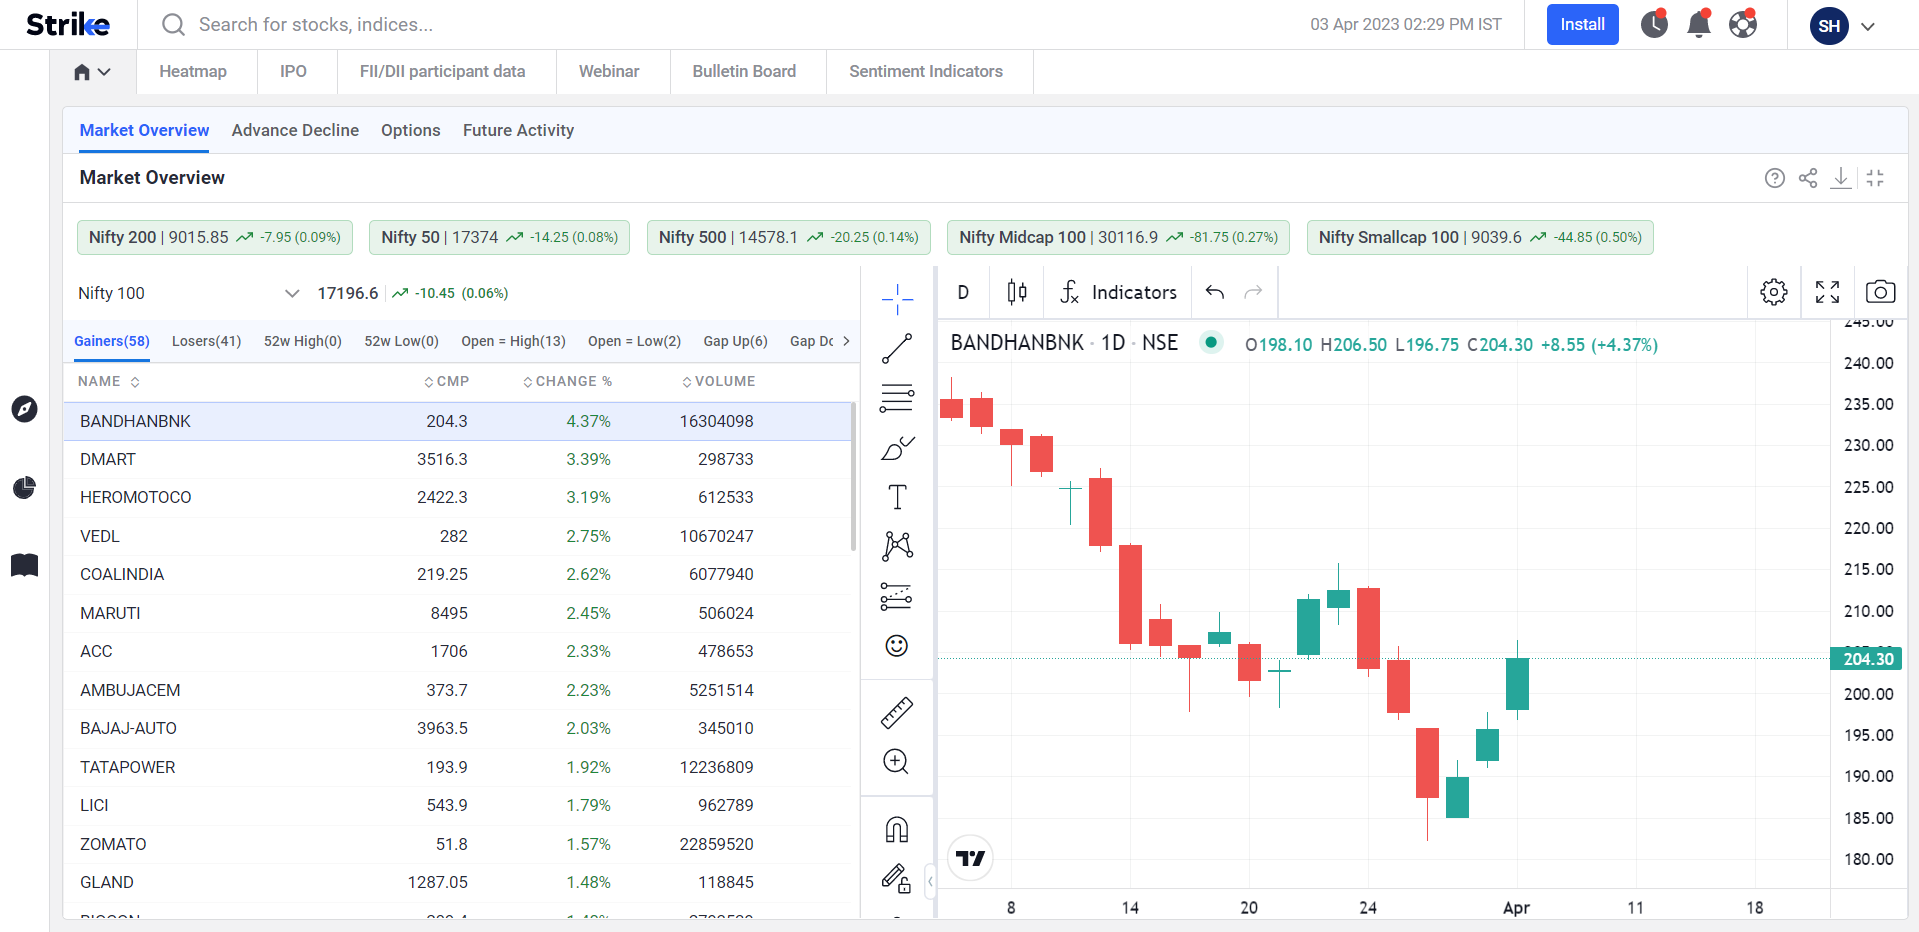 Strike
Search for stocks, indices...
03 Apr 2023 02:29 PM IST
Install
SH
Heatmap
IPO
FII/DII participant data
Webinar
Bulletin Board
Sentiment Indicators
Market Overview
Advance Decline
Options
Future Activity
Market Overview
Nifty 200 | 9015.85 -7.95 (0.09%)
Nifty 50 | 17374 -14.25 (0.08%)
Nifty 500 | 14578.1 -20.25 (0.14%)
Nifty Midcap 100 | 30116.9 -81.75 (0.27%)
Nifty Smallcap 100 | 9039.6 -44.85 (0.50%)
Nifty 100
17196.6 -10.45 (0.06%)
Gainers(58)
Losers(41)
52w High(0)
52w Low(0)
Open = High(13)
Open = Low(2)
Gap Up(6)
Gap Do
NAME CMP CHANGE % VOLUME
BANDHANBNK 204.3 4.37% 16304098
DMART 3516.3 3.39% 298733
HEROMOTOCO 2422.3 3.19% 612533
VEDL 282 2.75% 10670247
COALINDIA 219.25 2.62% 6077940
MARUTI 8495 2.45% 506024
ACC 1706 2.33% 478653
AMBUJACEM 373.7 2.23% 5251514
BAJAJ-AUTO 3963.5 2.03% 345010
TATAPOWER 193.9 1.92% 12236809
LICI 543.9 1.79% 962789
ZOMATO 51.8 1.57% 22859520
GLAND 1287.05 1.48% 118845
D
Indicators
BANDHANBNK · 1D · NSE
O198.10 H206.50 L196.75 C204.30 +8.55 (+4.37%)
245.00
240.00
235.00
230.00
225.00
220.00
215.00
210.00
204.30
200.00
195.00
190.00
185.00
180.00
8 14 20 24 Apr 11 18